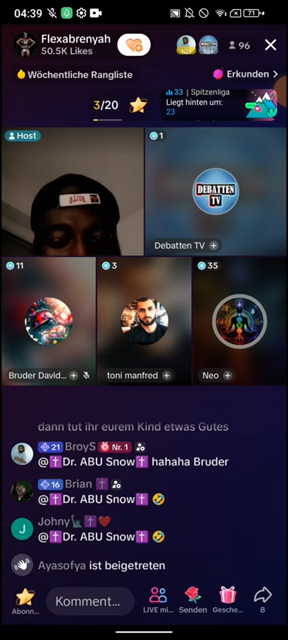 04:39
71
Flexabrenyah
50.5K Likes
96
Wöchentliche Rangliste
Erkunden >
3/20
33 | Spitzenliga
Liegt hinten um:
23
Host
1
DEBATTEN
TV
Debatten TV +
11
3
35
Bruder David... +
toni manfred +
Neo +
dann tut ihr eurem Kind etwas Gutes
21 BroyS Nr. 1
@✝️Dr. ABU Snow✝️ hahaha Bruder
16 Brian ✝️
@✝️Dr. ABU Snow✝️ 🤣
J
Johny🗽✝️❤️
@✝️Dr. ABU Snow✝️ 🤣
Ayasofya ist beigetreten
Komment...
Abonn...
LIVE mi...
Senden
Gesche...
8